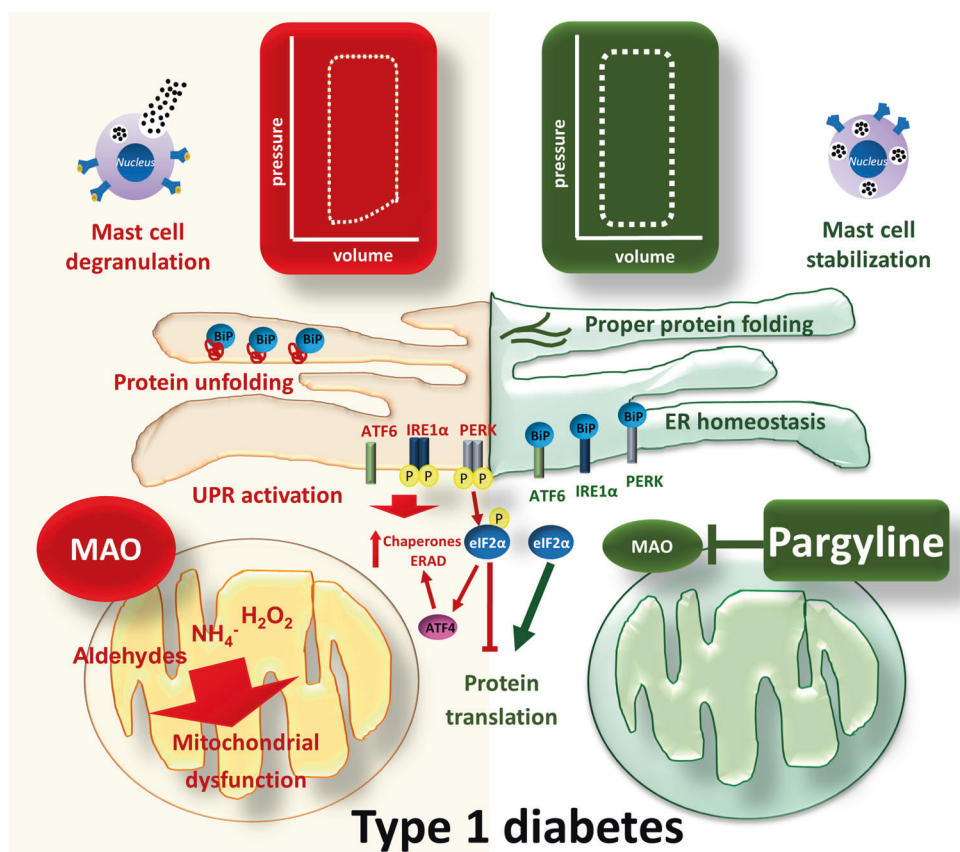 pressure
volume
Nucleus
Mast cell
degranulation
pressure
volume
Nucleus
Mast cell
stabilization
BiP
BiP
BiP
Protein unfolding
Proper protein folding
ATF6
IRE1α
PERK
P
P
P
P
UPR activation
BiP
BiP
BiP
ER homeostasis
ATF6
IRE1α
PERK
MAO
Chaperones
ERAD
P
eIF2α
eIF2α
ATF4
Protein
translation
MAO
Pargyline
Aldehydes
NH₄⁻
H₂O₂
Mitochondrial
dysfunction
Type 1 diabetes